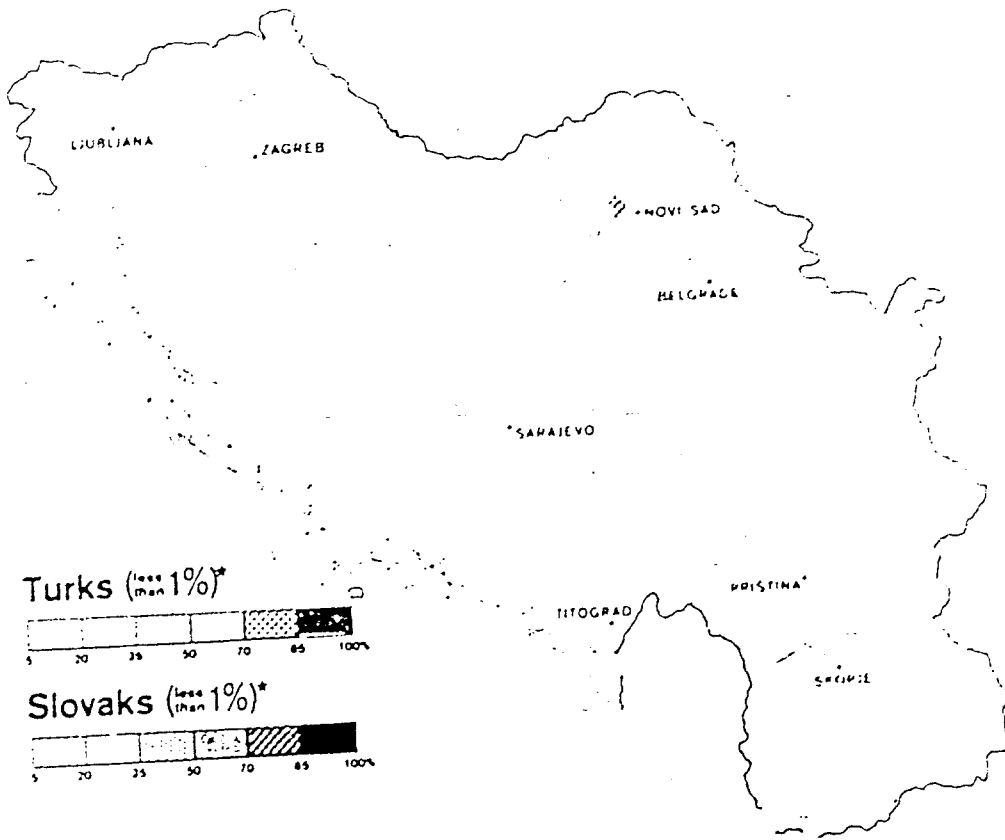 LJUBLJANA
ZAGREB
NOVI SAD
BELGRADE
SARAJEVO
Turks (less than 1%)*
5 20 35 50 70 85 100%
TITOGRAD
PRISTINA
SKOPJE
Slovaks (less than 1%)*
5 20 35 50 70 85 100%